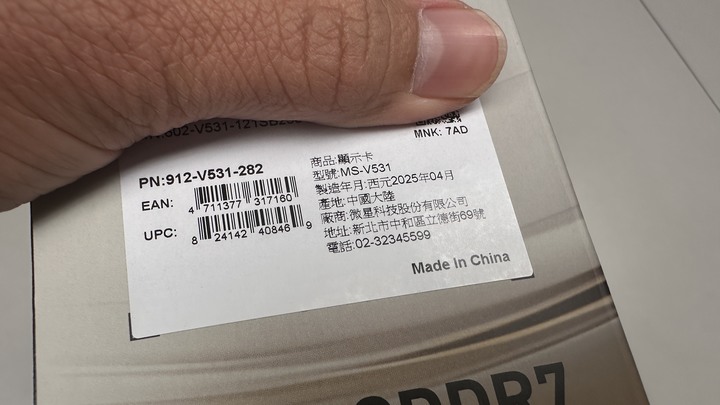 MNK: 7AD
PN:912-V531-282
EAN:
4 711377 317160
UPC:
8 24142 40846 9
商品:顯示卡
型號:MS-V531
製造年月:西元2025年04月
產地:中國大陸
廠商:微星科技股份有限公司
地址:新北市中和區立德街69號
電話:02-32345599
Made In China
GDDR7